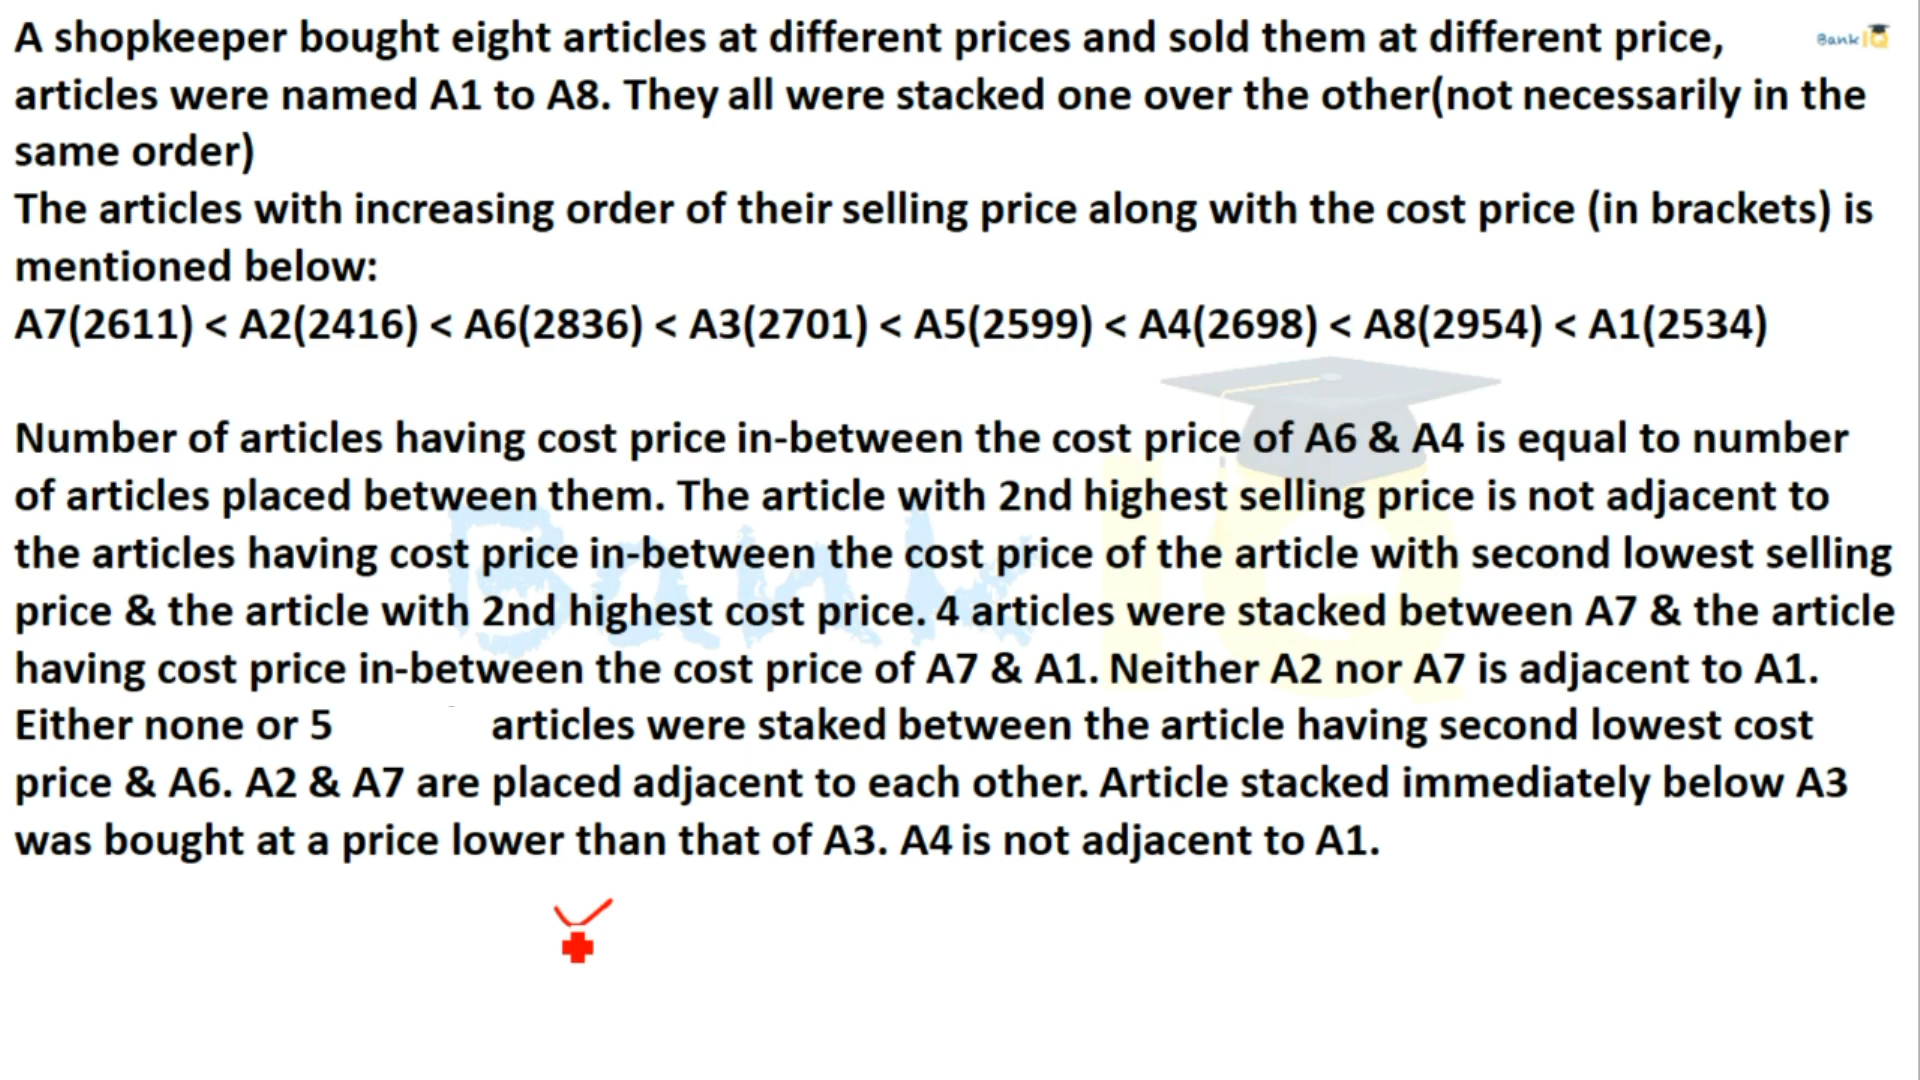 A shopkeeper bought eight articles at different prices and sold them at different price,
Bank IQ
articles were named A1 to A8. They all were stacked one over the other(not necessarily in the
same order)
The articles with increasing order of their selling price along with the cost price (in brackets) is
mentioned below:
A7(2611) < A2(2416) < A6(2836) < A3(2701) < A5(2599) < A4(2698) < A8(2954) < A1(2534)
Number of articles having cost price in-between the cost price of A6 & A4 is equal to number
of articles placed between them. The article with 2nd highest selling price is not adjacent to
the articles having cost price in-between the cost price of the article with second lowest selling
price & the article with 2nd highest cost price. 4 articles were stacked between A7 & the article
having cost price in-between the cost price of A7 & A1. Neither A2 nor A7 is adjacent to A1.
Either none or 5 articles were staked between the article having second lowest cost
price & A6. A2 & A7 are placed adjacent to each other. Article stacked immediately below A3
was bought at a price lower than that of A3. A4 is not adjacent to A1.
Bank IQ